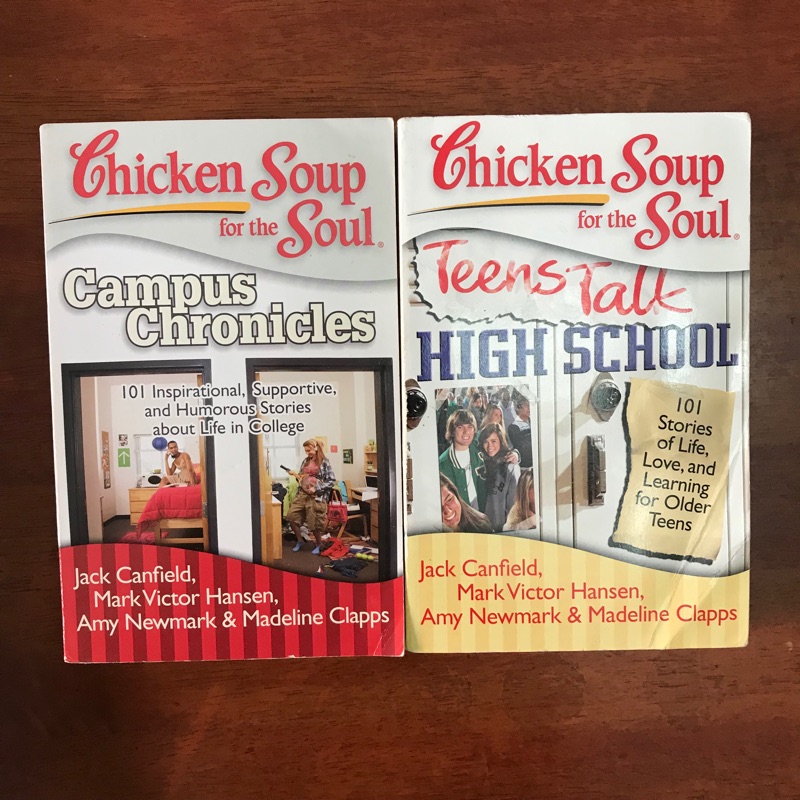 Chicken Soup
for the Soul®
Campus
Chronicles
101 Inspirational, Supportive,
and Humorous Stories
about Life in College
Jack Canfield,
Mark Victor Hansen,
Amy Newmark & Madeline Clapps
Chicken Soup
for the Soul®
Teens Talk
HIGH SCHOOL
101
Stories
of Life,
Love, and
Learning
for Older
Teens
Jack Canfield,
Mark Victor Hansen,
Amy Newmark & Madeline Clapps